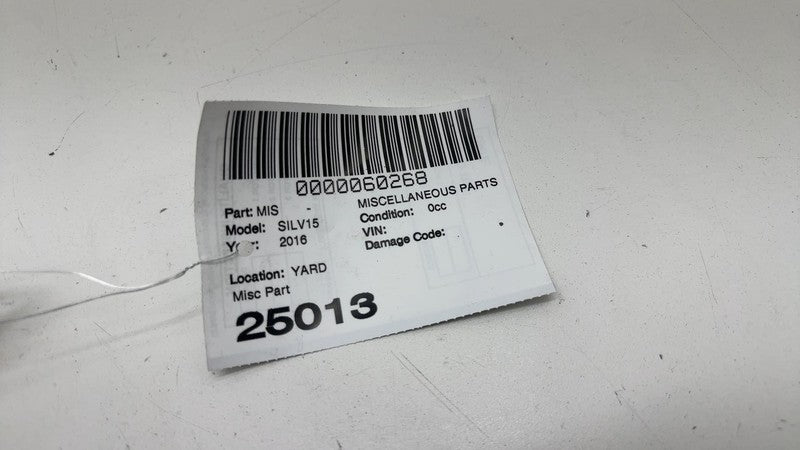 0000060268
Part: MIS - MISCELLANEOUS PARTS
Model: SILV15 Condition: 0cc
Year: 2016 VIN:
Damage Code:
Location: YARD
Misc Part
25013